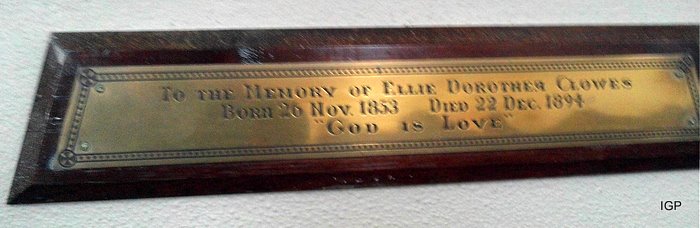 To the Memory of Ellie Dorothea Clowes
Born 26 Nov. 1853 Died 22 Dec. 1894
"God is Love"
IGP